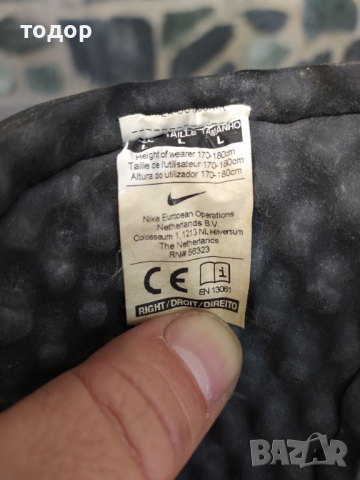 тодор
TAILLE TAMANHO
L L L
Height of wearer 170-180cm
Taille de l'utilisateur 170-180cm
Altura do utilizador 170-180cm
Nike European Operations
Netherlands B.V.
Colosseum 1, 1213 NL Hilversum
The Netherlands
RN# 56323
CE i
EN 13061
RIGHT/DROIT/DIREITO
BAZAR